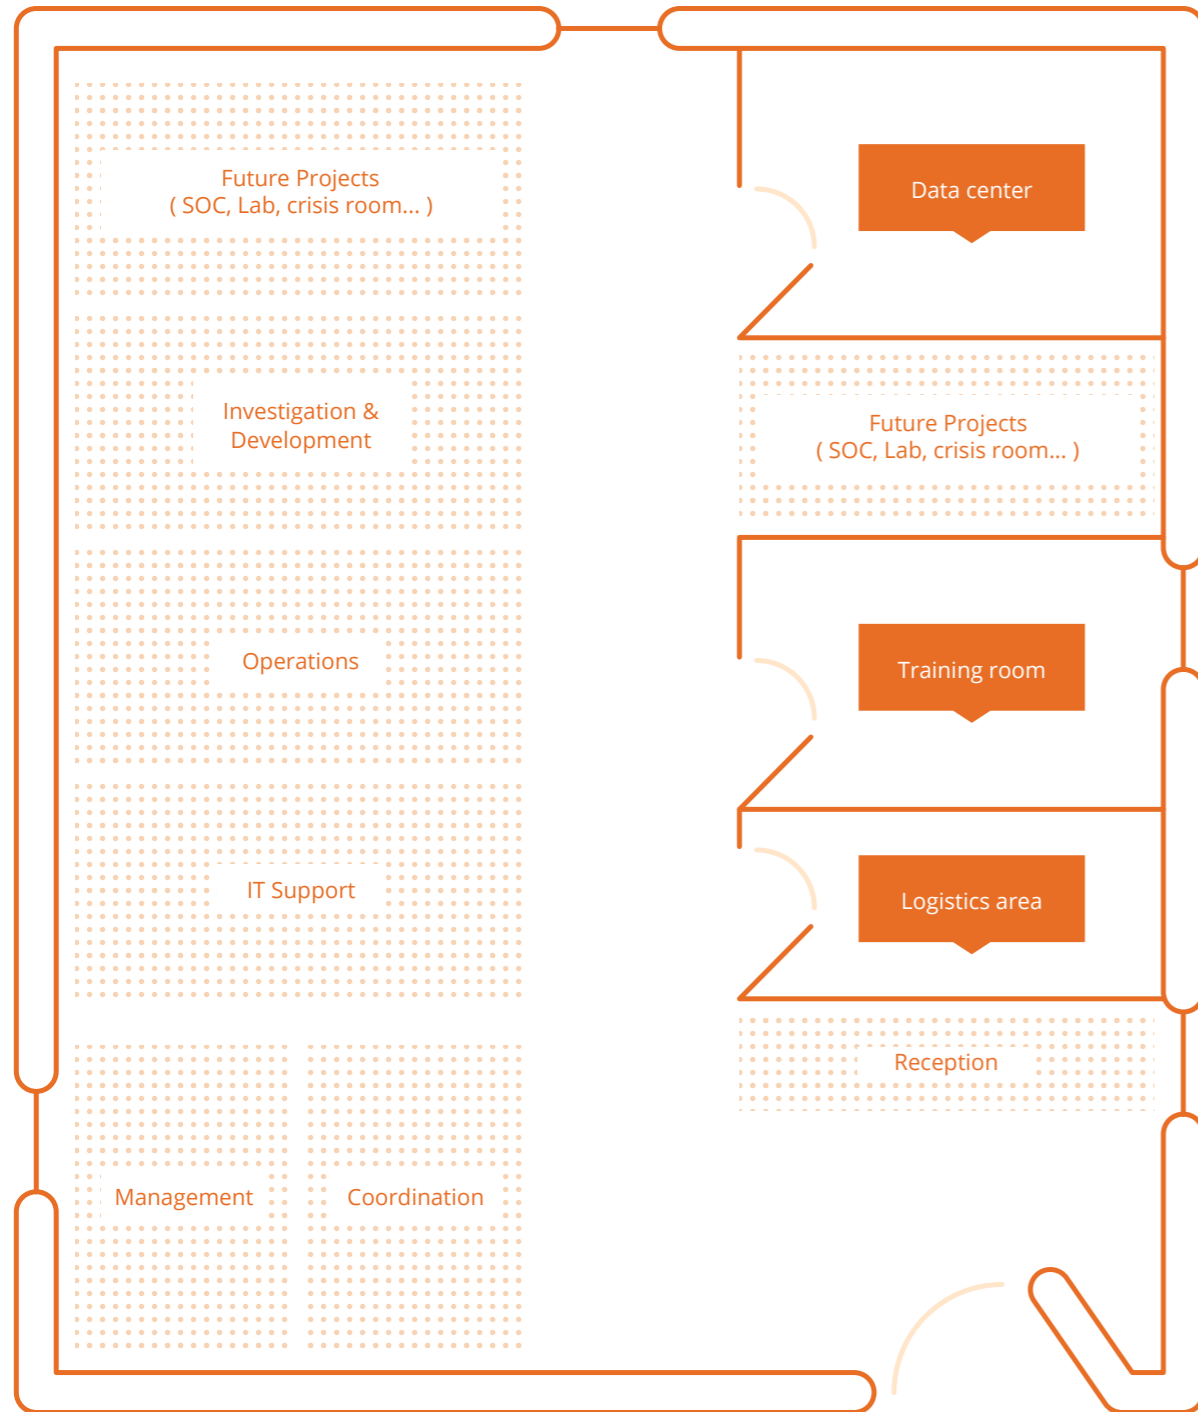 Future Projects
( SOC, Lab, crisis room... )
Data center
Investigation &
Development
Future Projects
( SOC, Lab, crisis room... )
Operations
Training room
IT Support
Logistics area
Reception
Management
Coordination